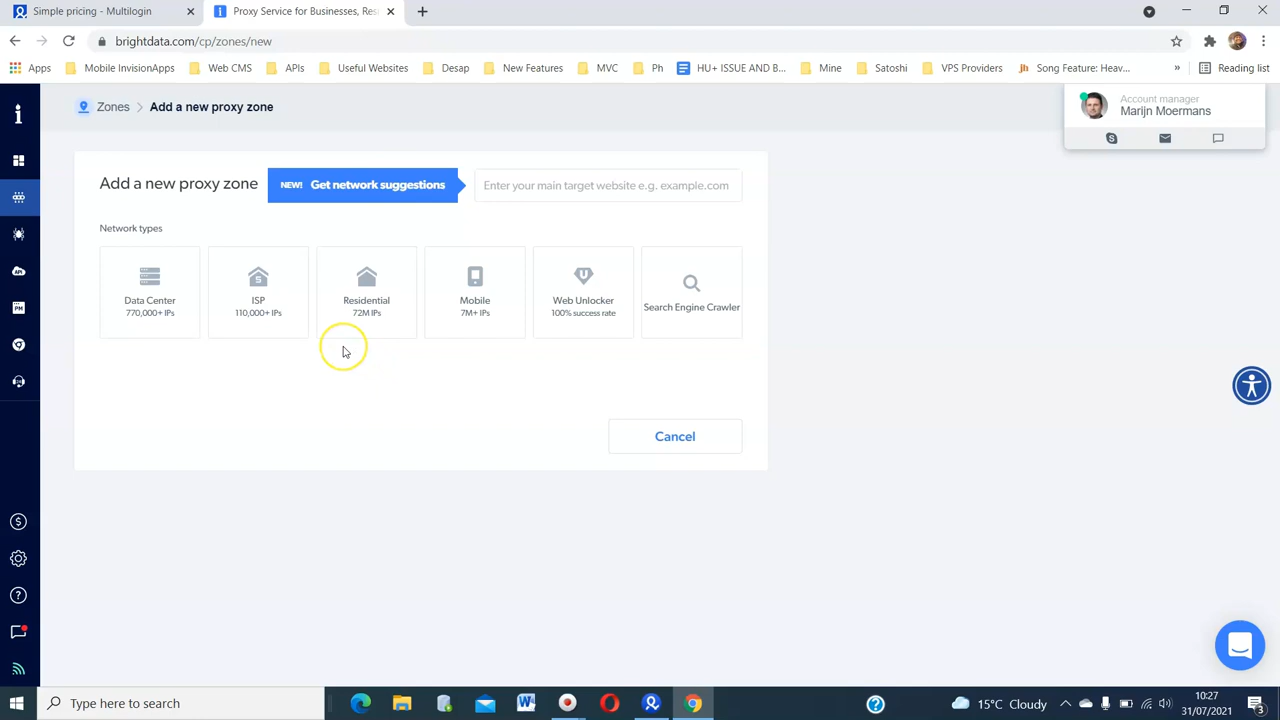 Simple pricing - Multilogin
Proxy Service for Businesses, Res
brightdata.com/cp/zones/new
Apps
Mobile InvisionApps
Web CMS
APIs
Useful Websites
Desap
New Features
MVC
Ph
HU+ ISSUE AND B...
Mine
Satoshi
VPS Providers
jh
Song Feature: Heav...
»
Reading list
Zones > Add a new proxy zone
Account manager
Marijn Moermans
Add a new proxy zone
NEW! Get network suggestions
Enter your main target website e.g. example.com
Network types
Data Center
770,000+ IPs
S
ISP
110,000+ IPs
Residential
72M IPs
Mobile
7M+ IPs
U
Web Unlocker
100% success rate
Search Engine Crawler
API
PM
Cancel
Type here to search
15°C Cloudy
10:27
31/07/2021
3